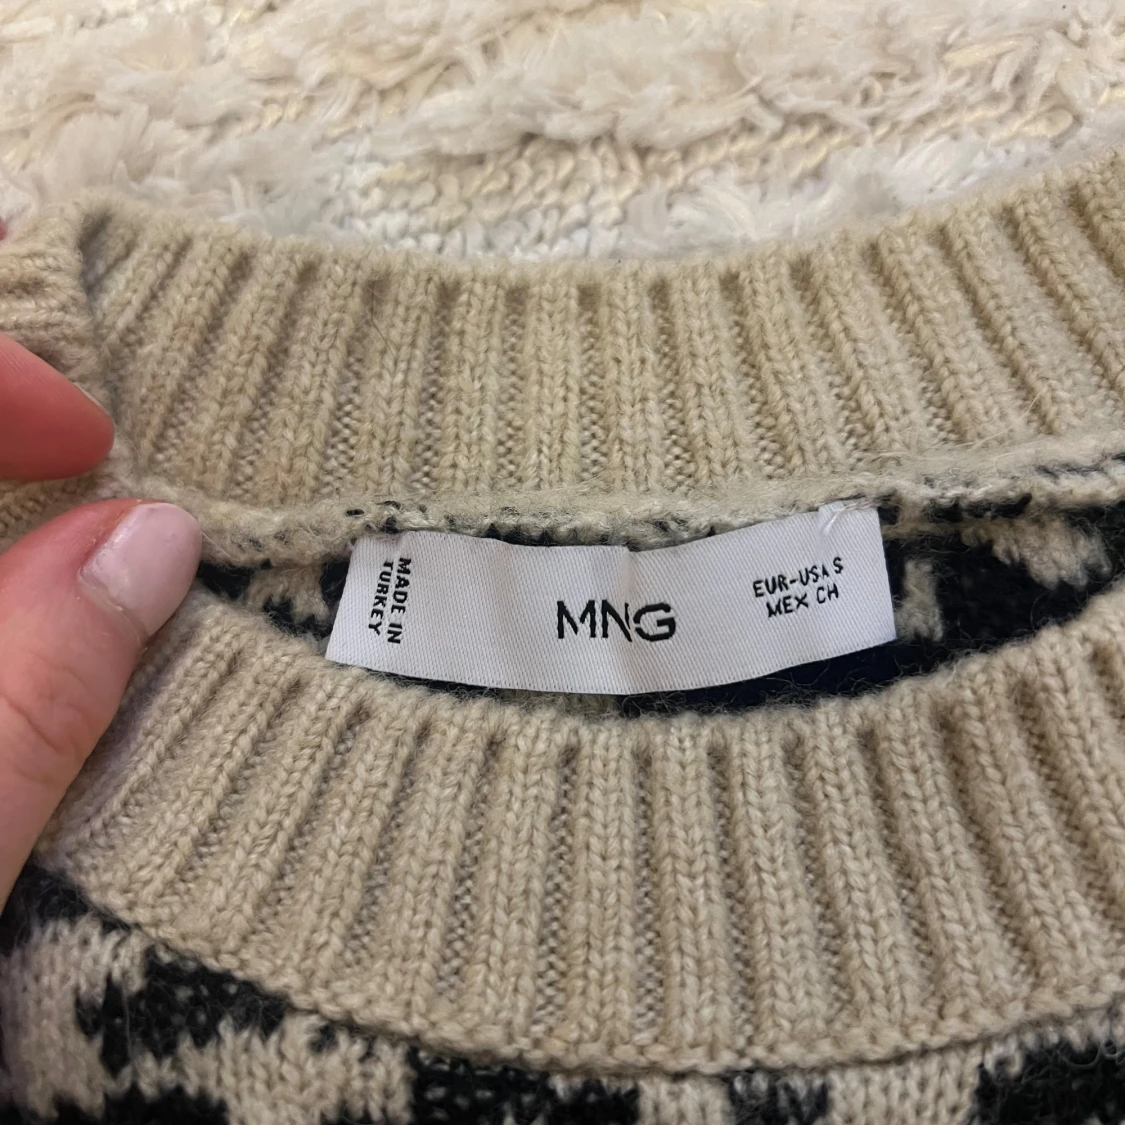 MADE IN
TURKEY
MNG
EUR-USA S
MEX CH